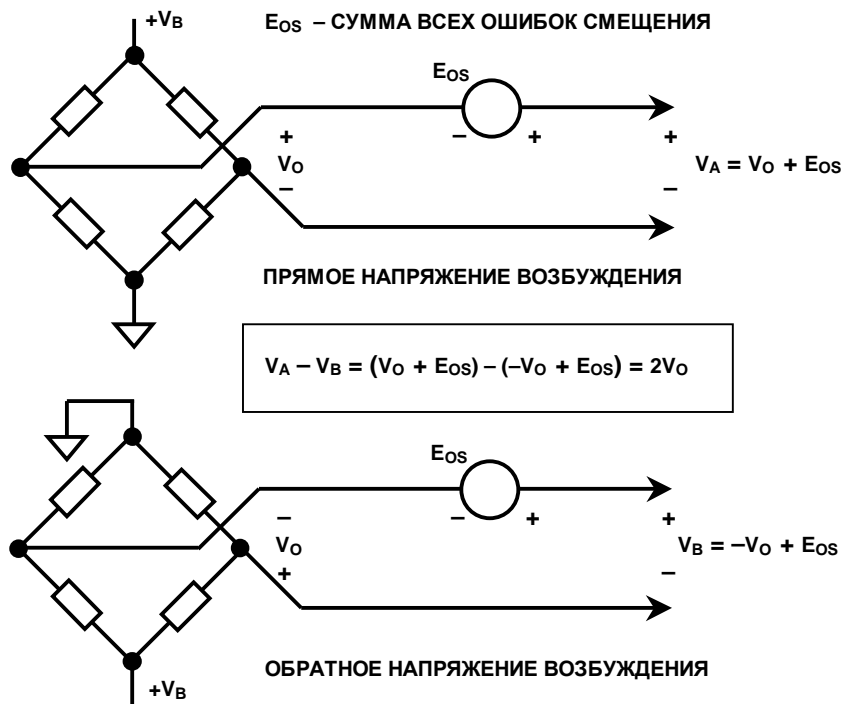 +VB
EOS – СУММА ВСЕХ ОШИБОК СМЕЩЕНИЯ
EOS
– +
+
VO
–
+
VA = VO + EOS
–
ПРЯМОЕ НАПРЯЖЕНИЕ ВОЗБУЖДЕНИЯ
VA – VB = (VO + EOS) – (–VO + EOS) = 2VO
EOS
– +
–
VO
+
+
VB = –VO + EOS
–
ОБРАТНОЕ НАПРЯЖЕНИЕ ВОЗБУЖДЕНИЯ
+VB